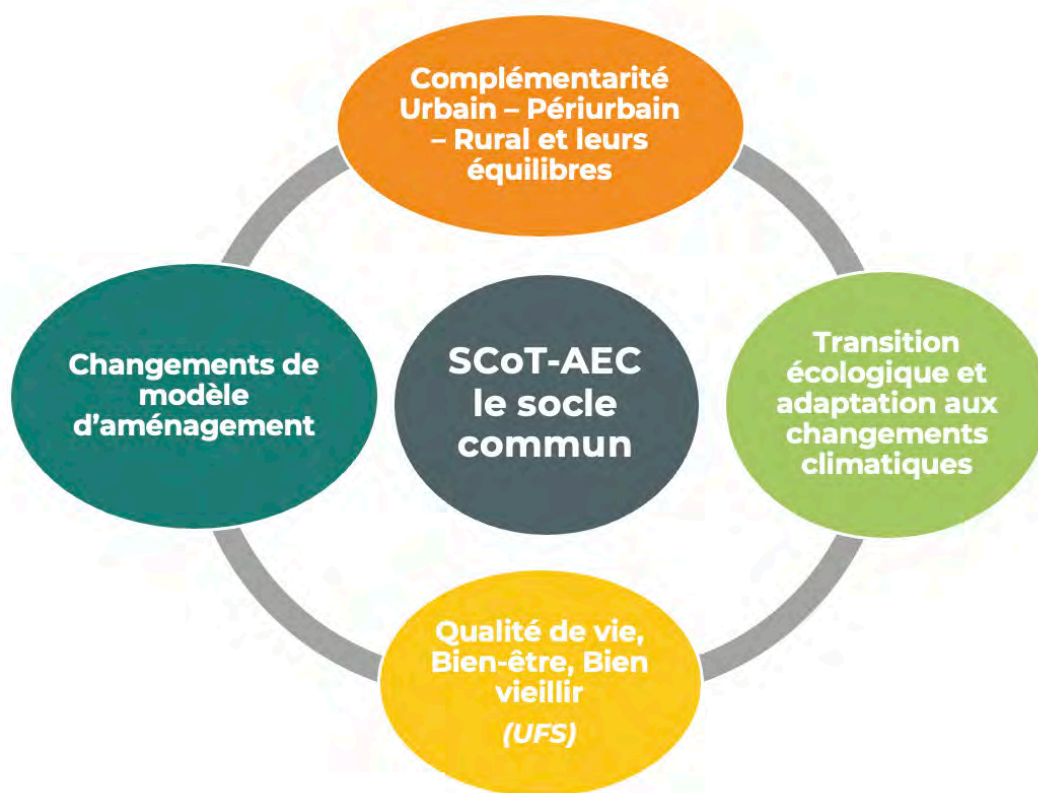 Complémentarité
Urbain – Périurbain
– Rural et leurs
équilibres
Changements de
modèle
d’aménagement
SCoT-AEC
le socle
commun
Transition
écologique et
adaptation aux
changements
climatiques
Qualité de vie,
Bien-être, Bien
vieillir
(UFS)